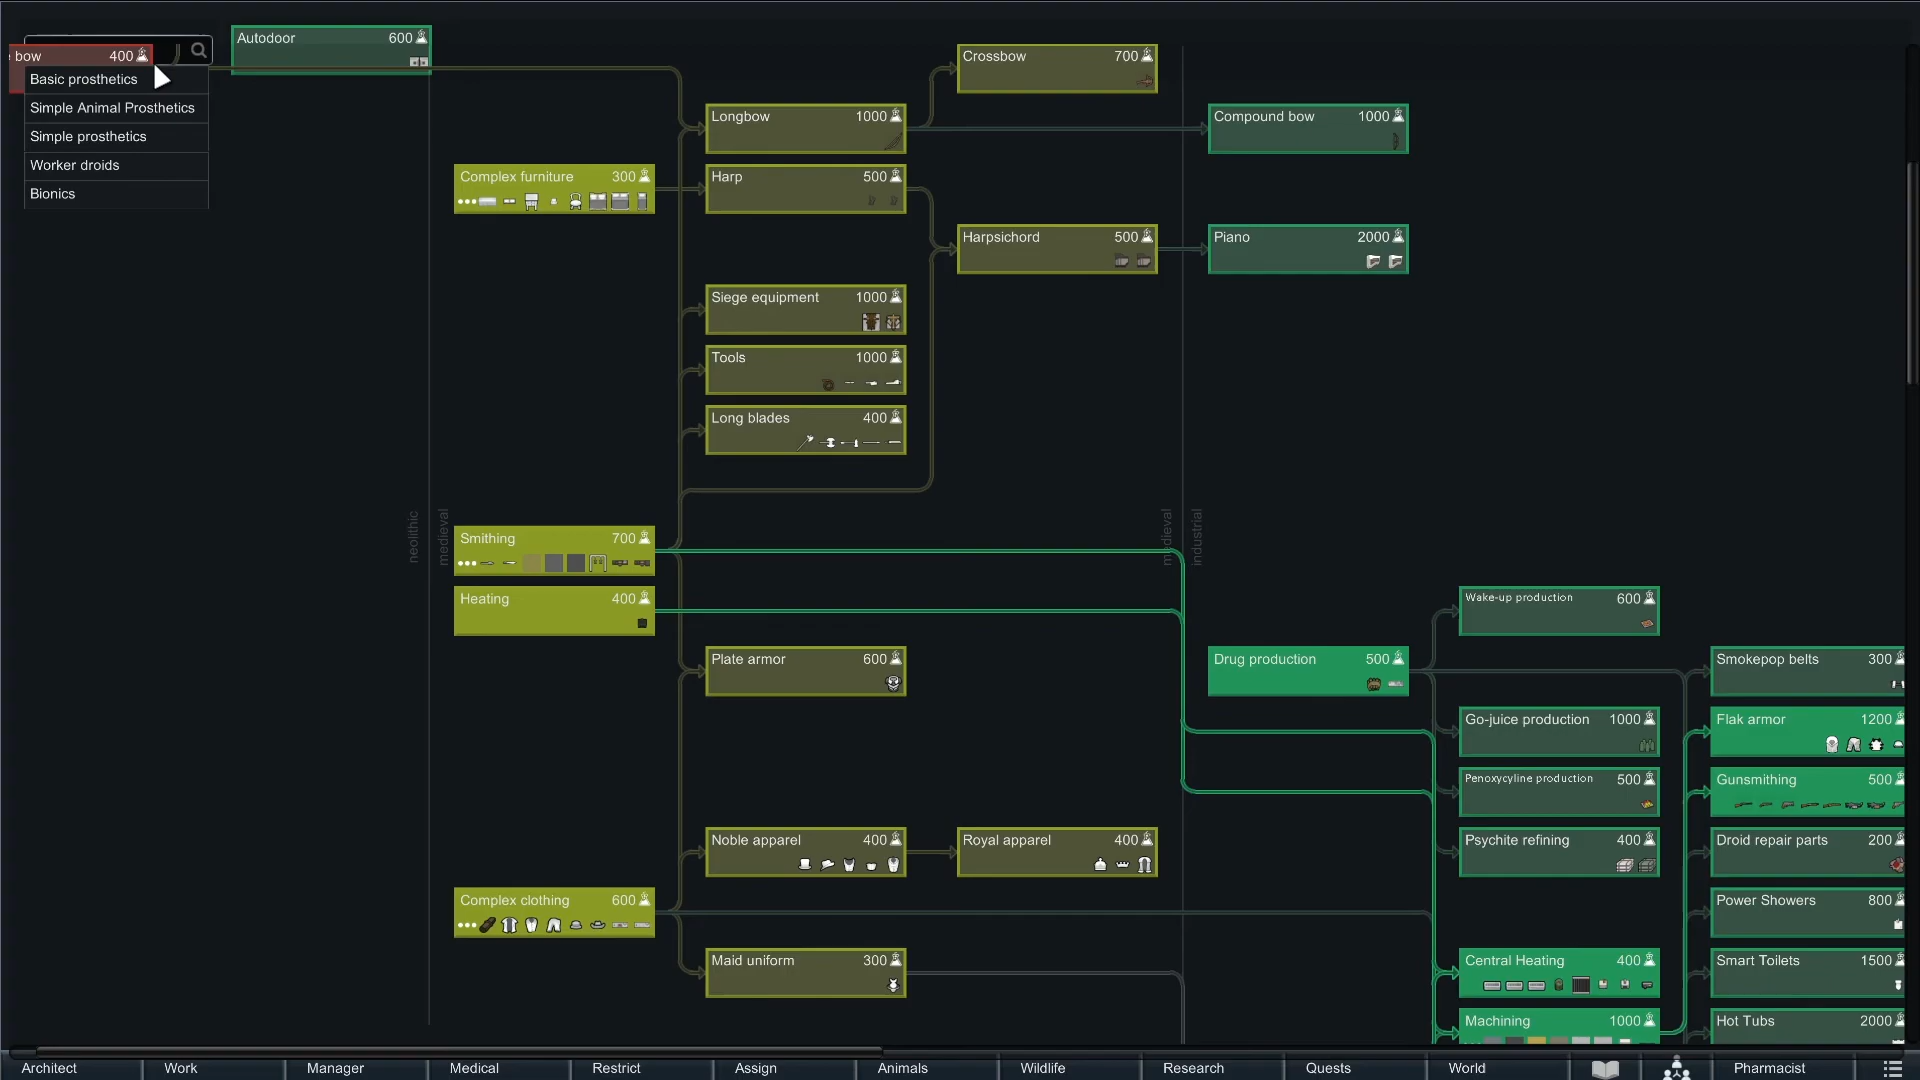 bow 400
Basic prosthetics
Simple Animal Prosthetics
Simple prosthetics
Worker droids
Bionics
Autodoor 600
Crossbow 700
Longbow 1000
Compound bow 1000
Complex furniture 300
Harp 500
Harpsichord 500
Piano 2000
Siege equipment 1000
Tools 1000
Long blades 400
neolithic
medieval
medieval
industrial
Smithing 700
Heating 400
Wake-up production 600
Plate armor 600
Drug production 500
Smokepop belts 300
Go-juice production 1000
Flak armor 1200
Penoxycyline production 500
Gunsmithing 500
Noble apparel 400
Royal apparel 400
Psychite refining 400
Droid repair parts 200
Complex clothing 600
Power Showers 800
Maid uniform 300
Central Heating 400
Smart Toilets 1500
Machining 1000
Hot Tubs 2000
Architect
Work
Manager
Medical
Restrict
Assign
Animals
Wildlife
Research
Quests
World
Pharmacist